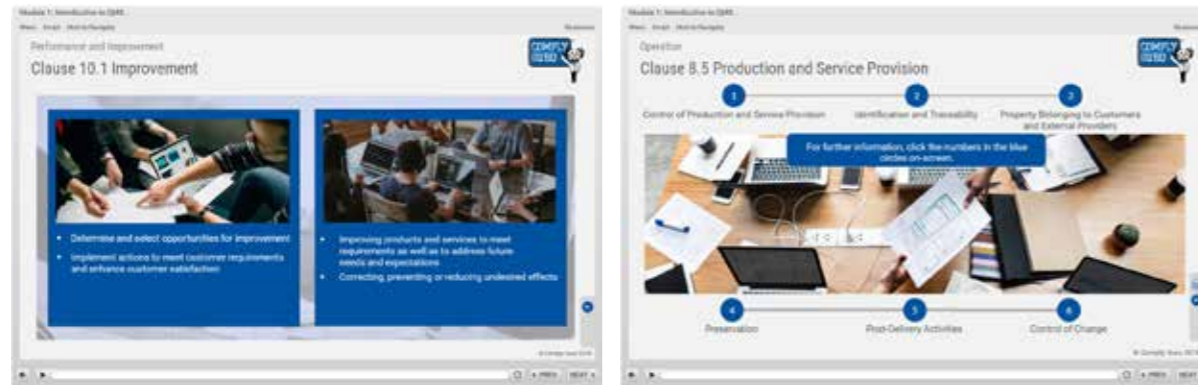 Module 1: Introduction to QMS
Performance and Improvement
Clause 10.1 Improvement
COMPLY
Determine and select opportunities for improvement
Implement actions to meet customer requirements
and enhance customer satisfaction
Improving products and services to meet
requirements as well as to address future
needs and expectations
Correcting, preventing or reducing undesired effects
PREV
NEXT
Module 1: Introduction to QMS
Operation
Clause 8.5 Production and Service Provision
COMPLY
1
2
3
Control of Production and Service Provision
Identification and Traceability
Property Belonging to Customers
and External Providers
For further information, click the numbers in the blue
circles on-screen.
4
5
6
Preservation
Post-Delivery Activities
Control of Change
PREV
NEXT